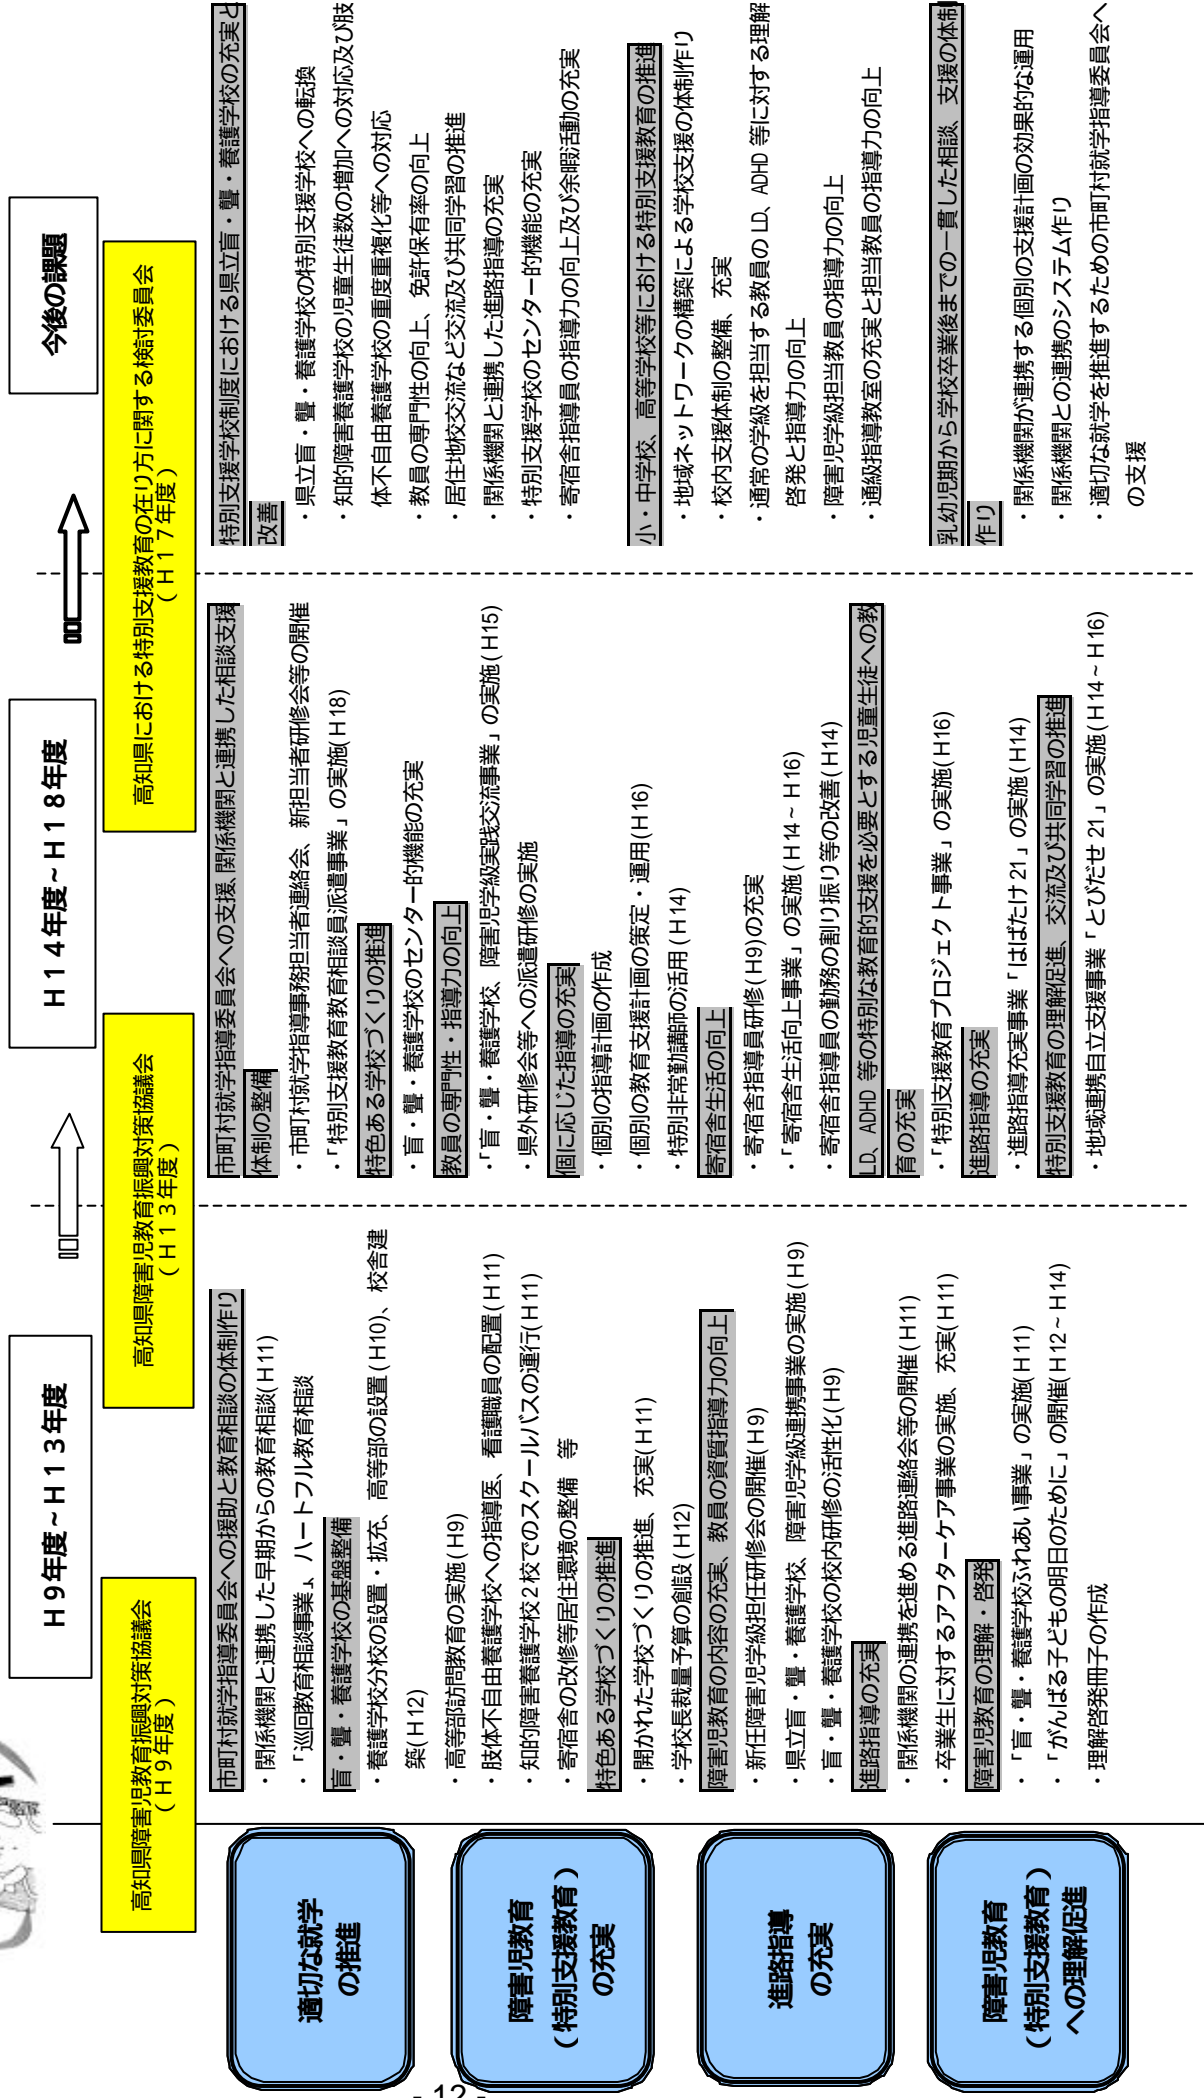 H9年度~H13年度
H14年度~H18年度
今後の課題
高知県障害児教育振興対策協議会
(H9年度)
高知県障害児教育振興対策協議会
(H13年度)
高知県における特別支援教育の在り方に関する検討委員会
(H17年度)
適切な就学
の推進
障害児教育
(特別支援教育)
の充実
進路指導
の充実
障害児教育
(特別支援教育)
への理解促進
市町村就学指導委員会への援助と教育相談の体制作り
・関係機関と連携した早期からの教育相談(H11)
・「巡回教育相談事業」、ハートフル教育相談
盲・聾・養護学校の基盤整備
・養護学校分校の設置・拡充、高等部の設置(H10)、校舎建
築(H12)
・高等部訪問教育の実施(H9)
・肢体不自由養護学校への指導医、看護職員の配置(H11)
・知的障害養護学校2校でのスクールバスの運行(H11)
・寄宿舎の改修等居住環境の整備 等
特色ある学校づくりの推進
・開かれた学校づくりの推進、充実(H11)
・学校長裁量予算の創設(H12)
障害児教育の内容の充実、教員の資質指導力の向上
・新任障害児学級担任研修会の開催(H9)
・県立盲・聾・養護学校、障害児学級連携事業の実施(H9)
・盲・聾・養護学校の校内研修の活性化(H9)
進路指導の充実
・関係機関の連携を進める進路連絡会等の開催(H11)
・卒業生に対するアフターケア事業の実施、充実(H11)
障害児教育の理解・啓発
・「盲・聾・養護学校ふれあい事業」の実施(H11)
・「がんばる子どもの明日のために」の開催(H12~H14)
・理解啓発冊子の作成
市町村就学指導委員会への支援、関係機関と連携した相談支援
体制の整備
・市町村就学指導事務担当者連絡会、新担当者研修会等の開催
・「特別支援教育教育相談員派遣事業」の実施(H18)
特色ある学校づくりの推進
・盲・聾・養護学校のセンター的機能の充実
教員の専門性・指導力の向上
・「盲・聾・養護学校、障害児学級実践交流事業」の実施(H15)
・県外研修会等への派遣研修の実施
個に応じた指導の充実
・個別の指導計画の作成
・個別の教育支援計画の策定・運用(H16)
・特別非常勤講師の活用(H14)
寄宿舎生活の向上
・寄宿舎指導員研修(H9)の充実
・「寄宿舎生活向上事業」の実施(H14~H16)
・寄宿舎指導員の勤務の割り振り等の改善(H14)
LD、ADHD 等の特別な教育的支援を必要とする児童生徒への教
育の充実
・「特別支援教育プロジェクト事業」の実施(H16)
進路指導の充実
・進路指導充実事業「はばたけ21」の実施(H14)
特別支援教育の理解促進、交流及び共同学習の推進
・地域連携自立支援事業「とびだせ21」の実施(H14~H16)
特別支援学校制度における県立盲・聾・養護学校の充実と
改善
・県立盲・聾・養護学校の特別支援学校への転換
・知的障害養護学校の児童生徒数の増加への対応及び肢
体不自由養護学校の重度重複化等への対応
・教員の専門性の向上、免許保有率の向上
・居住地校交流など交流及び共同学習の推進
・関係機関と連携した進路指導の充実
・特別支援学校のセンター的機能の充実
・寄宿舎指導員の指導力の向上及び余暇活動の充実
小・中学校、高等学校等における特別支援教育の推進
・地域ネットワークの構築による学校支援の体制作り
・校内支援体制の整備、充実
・通常の学級を担当する教員のLD、ADHD 等に対する理解
啓発と指導力の向上
・障害児学級担当教員の指導力の向上
・通級指導教室の充実と担当教員の指導力の向上
乳幼児期から学校卒業後までの一貫した相談、支援の体制
作り
・関係機関が連携する個別の支援計画の効果的な運用
・関係機関との連携のシステム作り
・適切な就学を推進するための市町村就学指導委員会へ
の支援
- 12 -